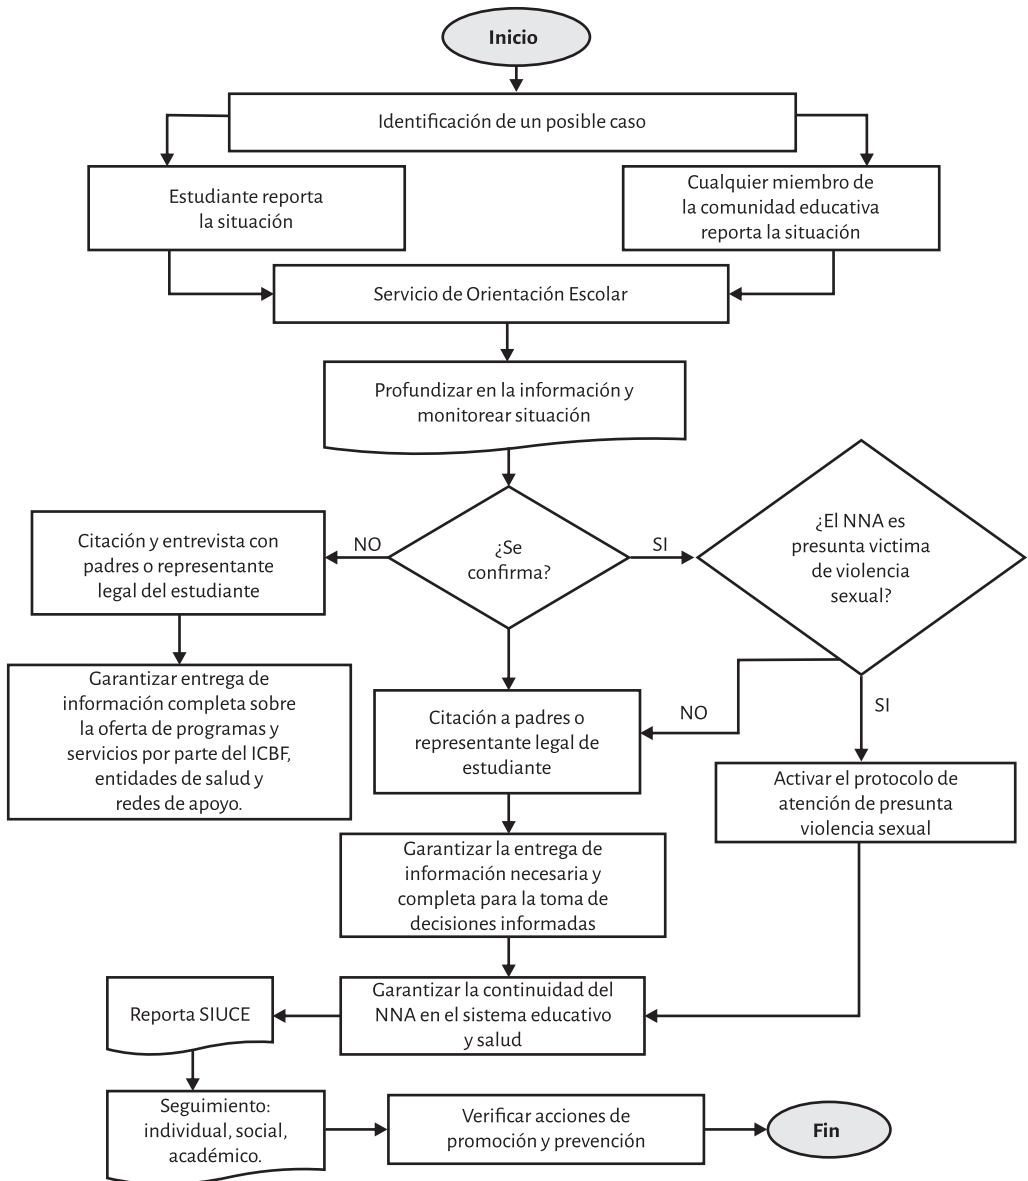 Inicio
Identificación de un posible caso
Estudiante reporta
la situación
Cualquier miembro de
la comunidad educativa
reporta la situación
Servicio de Orientación Escolar
Profundizar en la información y
monitorear situación
¿Se
confirma?
NO
SI
¿El NNA es
presunta victima
de violencia
sexual?
Citación y entrevista con
padres o representante
legal del estudiante
Garantizar entrega de
información completa sobre
la oferta de programas y
servicios por parte del ICBF,
entidades de salud y
redes de apoyo.
Citación a padres o
representante legal de
estudiante
NO
SI
Activar el protocolo de
atención de presunta
violencia sexual
Garantizar la entrega de
información necesaria y
completa para la toma de
decisiones informadas
Garantizar la continuidad del
NNA en el sistema educativo
y salud
Reporta SIUCE
Seguimiento:
individual, social,
académico.
Verificar acciones de
promoción y prevención
Fin